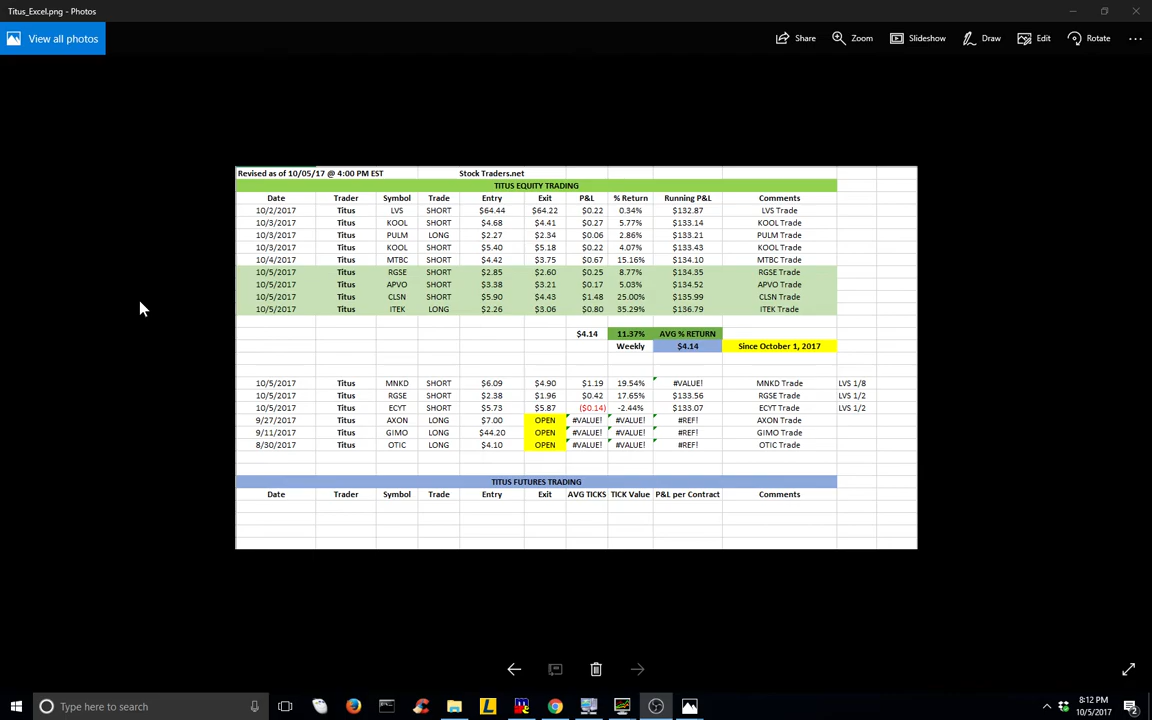 Titus_Excel.png - Photos
View all photos
Share Zoom Slideshow Draw Edit Rotate
Revised as of 10/05/17 @ 4:00 PM EST Stock Traders.net
TITUS EQUITY TRADING
Date Trader Symbol Trade Entry Exit P&L % Return Running P&L Comments
10/2/2017 Titus LVS SHORT $64.44 $64.22 $0.22 0.34% $132.87 LVS Trade
10/3/2017 Titus KOOL SHORT $4.68 $4.41 $0.27 5.77% $133.14 KOOL Trade
10/3/2017 Titus PULM LONG $2.27 $2.34 $0.06 2.86% $133.21 PULM Trade
10/3/2017 Titus KOOL SHORT $5.40 $5.18 $0.22 4.07% $133.43 KOOL Trade
10/4/2017 Titus MTBC SHORT $4.42 $3.75 $0.67 15.16% $134.10 MTBC Trade
10/5/2017 Titus RGSE SHORT $2.85 $2.60 $0.25 8.77% $134.35 RGSE Trade
10/5/2017 Titus APVO SHORT $3.38 $3.21 $0.17 5.03% $134.52 APVO Trade
10/5/2017 Titus CLSN SHORT $5.90 $4.43 $1.48 25.00% $135.99 CLSN Trade
10/5/2017 Titus ITEK LONG $2.26 $3.06 $0.80 35.29% $136.79 ITEK Trade
$4.14 11.37% AVG % RETURN
Weekly $4.14 Since October 1, 2017
10/5/2017 Titus MNKD SHORT $6.09 $4.90 $1.19 19.54% #VALUE! MNKD Trade LVS 1/8
10/5/2017 Titus RGSE SHORT $2.38 $1.96 $0.42 17.65% $133.56 RGSE Trade LVS 1/2
10/5/2017 Titus ECYT SHORT $5.73 $5.87 ($0.14) -2.44% $133.07 ECYT Trade LVS 1/2
9/27/2017 Titus AXON LONG $7.00 OPEN #VALUE! #VALUE! #REF! AXON Trade
9/11/2017 Titus GIMO LONG $44.20 OPEN #VALUE! #VALUE! #REF! GIMO Trade
8/30/2017 Titus OTIC LONG $4.10 OPEN #VALUE! #VALUE! #REF! OTIC Trade
TITUS FUTURES TRADING
Date Trader Symbol Trade Entry Exit AVG TICKS TICK Value P&L per Contract Comments
Type here to search
8:12 PM
10/5/2017
2